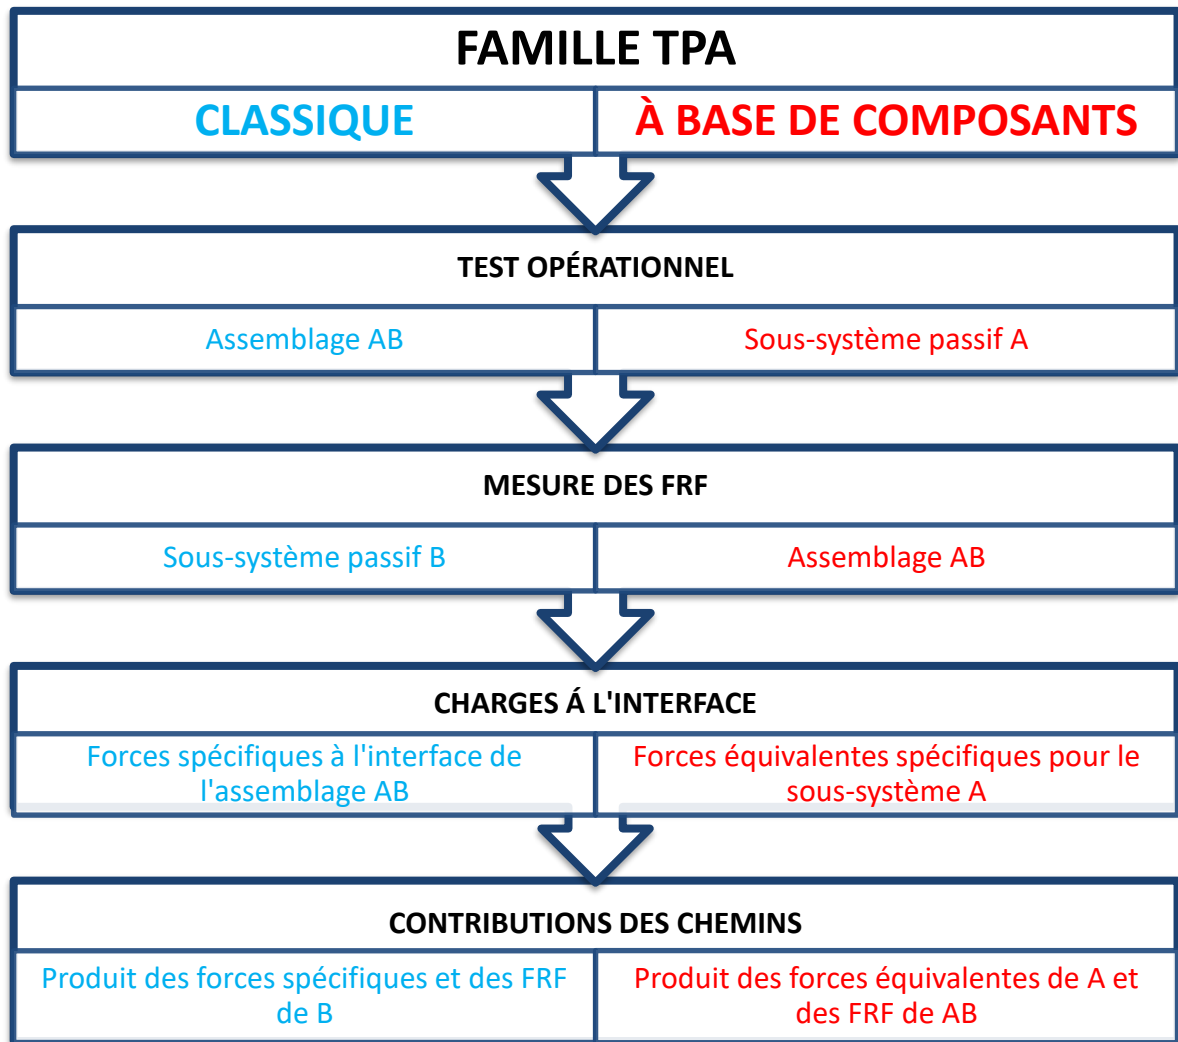 FAMILLE TPA
CLASSIQUE
À BASE DE COMPOSANTS
TEST OPÉRATIONNEL
Assemblage AB
Sous-système passif A
MESURE DES FRF
Sous-système passif B
Assemblage AB
CHARGES Á L'INTERFACE
Forces spécifiques à l'interface de
l'assemblage AB
Forces équivalentes spécifiques pour le
sous-système A
CONTRIBUTIONS DES CHEMINS
Produit des forces spécifiques et des FRF
de B
Produit des forces équivalentes de A et
des FRF de AB